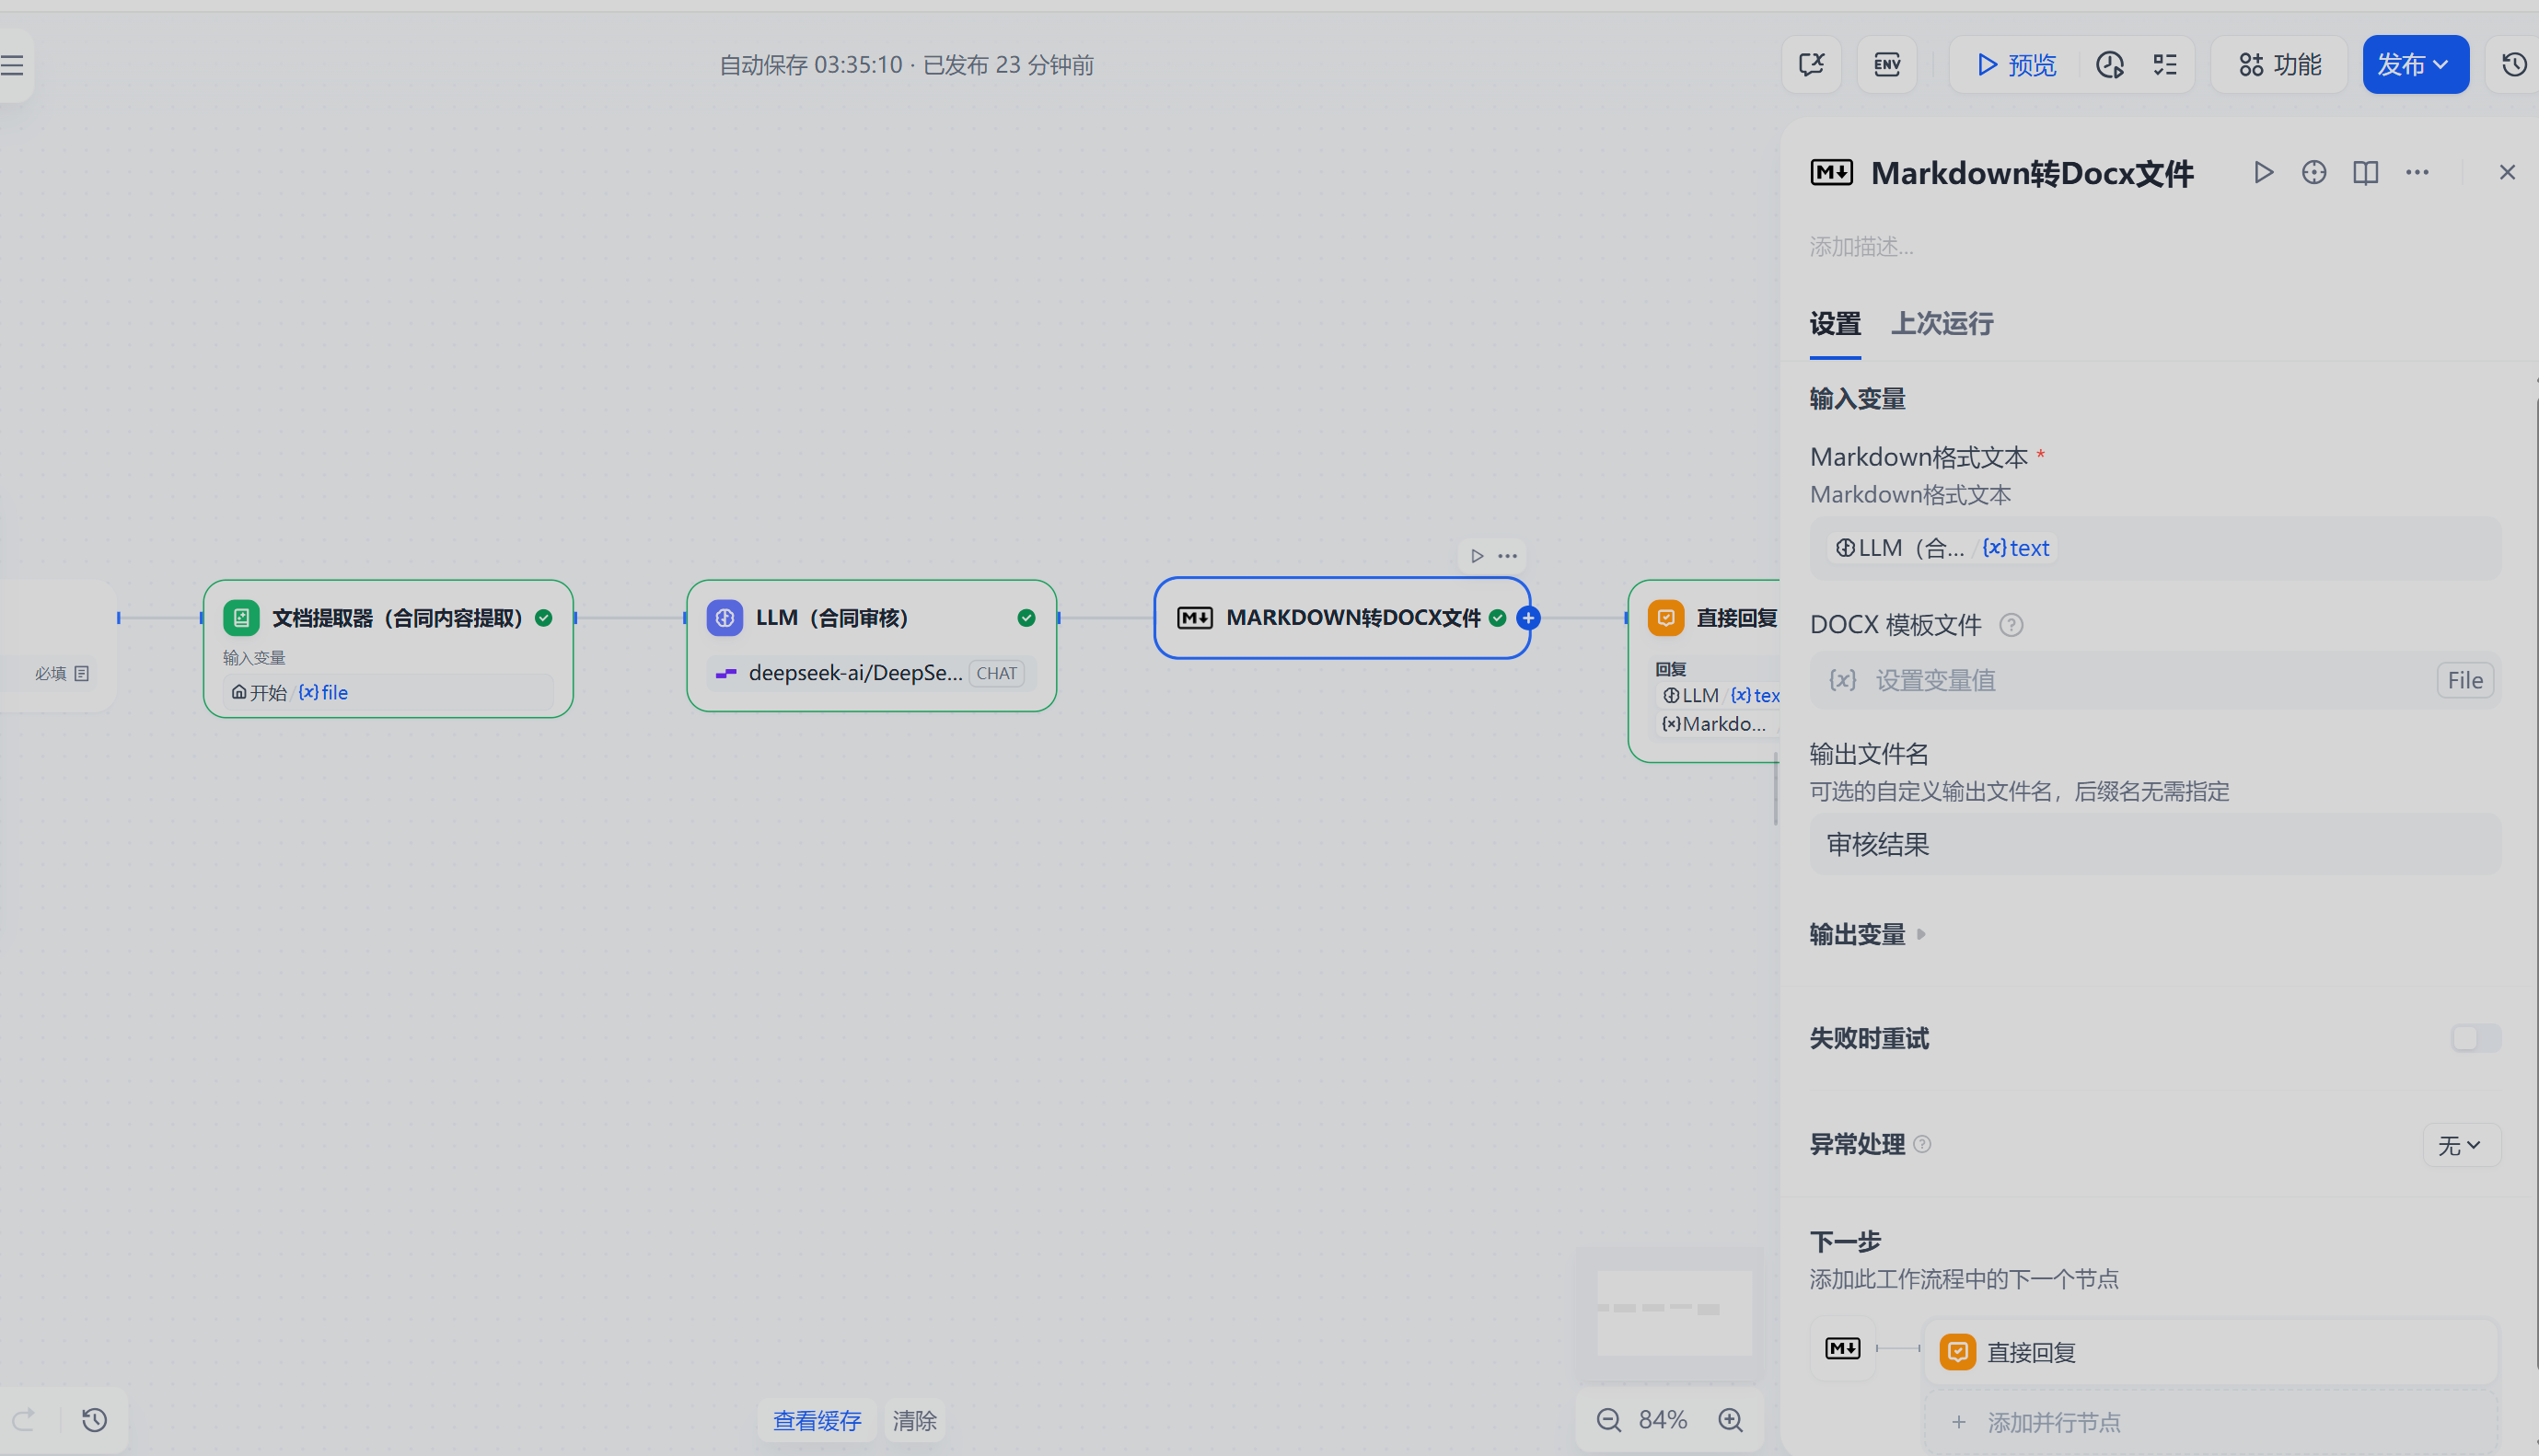 自动保存 03:35:10 · 已发布 23 分钟前
ENV
预览
功能
发布
必填
文档提取器（合同内容提取）
输入变量
开始 / {x} file
LLM（合同审核）
deepseek-ai/DeepSe... CHAT
MARKDOWN转DOCX文件
直接回复
回复
LLM / {x} tex
{x} Markdo...
查看缓存
清除
84%
Markdown转Docx文件
添加描述...
设置
上次运行
输入变量
Markdown格式文本 *
Markdown格式文本
LLM（合... / {x} text
DOCX 模板文件
{x} 设置变量值 File
输出文件名
可选的自定义输出文件名，后缀名无需指定
审核结果
输出变量
失败时重试
异常处理
无
下一步
添加此工作流程中的下一个节点
直接回复
+ 添加并行节点